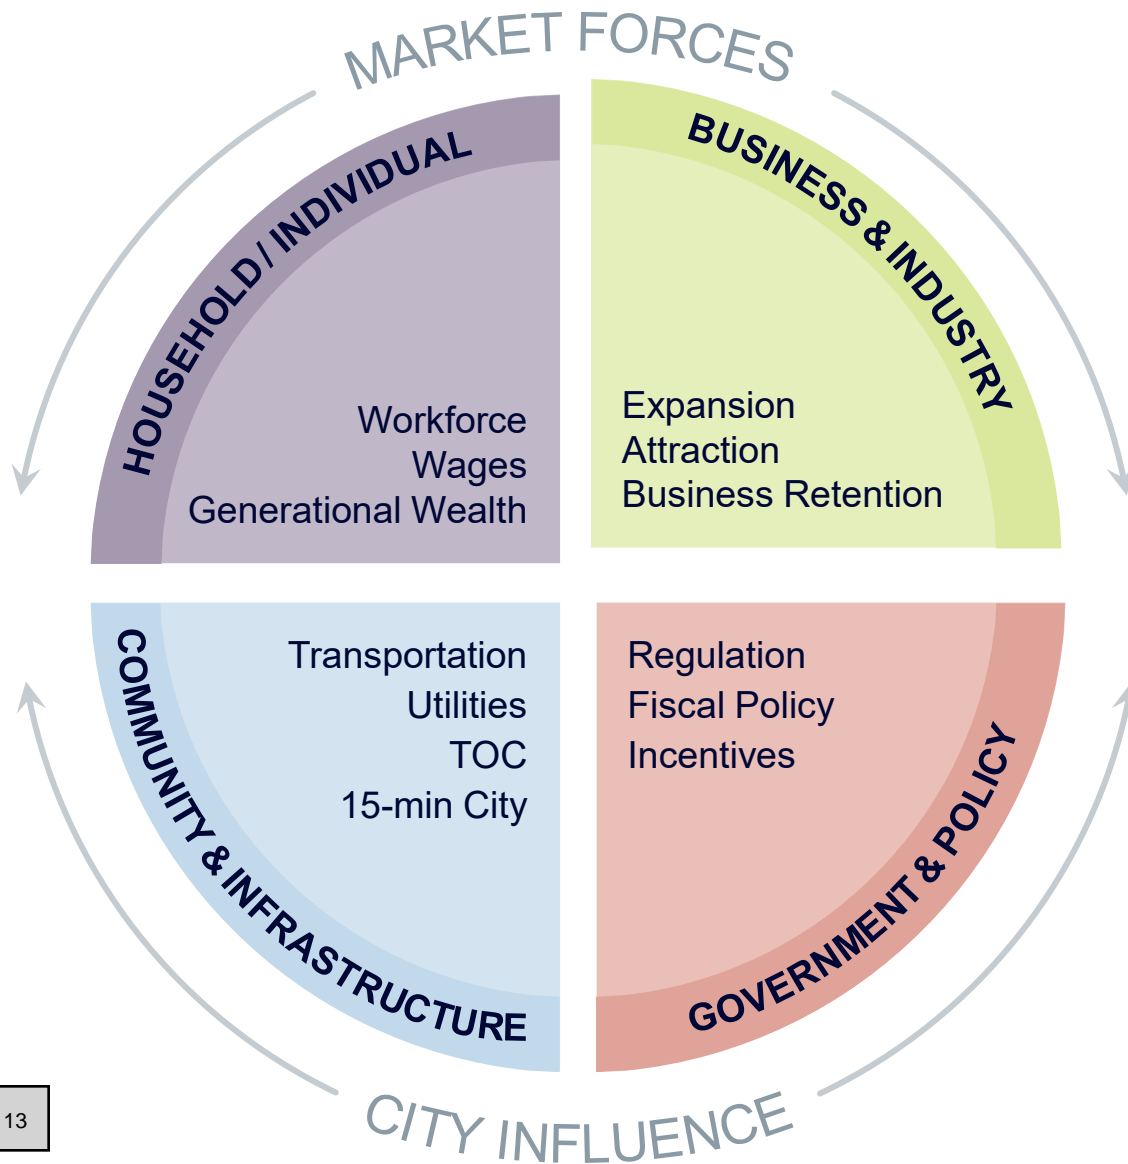 MARKET FORCES
HOUSEHOLD / INDIVIDUAL
Workforce
Wages
Generational Wealth
BUSINESS & INDUSTRY
Expansion
Attraction
Business Retention
COMMUNITY & INFRASTRUCTURE
Transportation
Utilities
TOC
15-min City
GOVERNMENT & POLICY
Regulation
Fiscal Policy
Incentives
CITY INFLUENCE
13